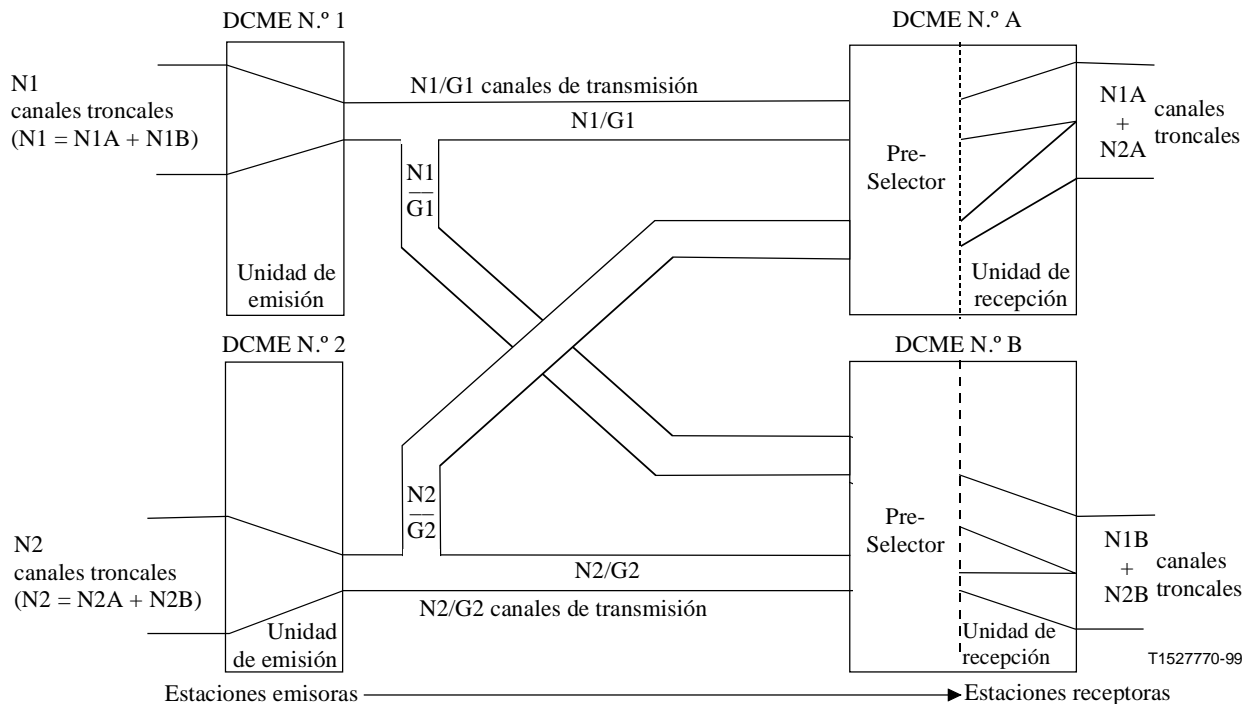 DCME N.º 1
DCME N.º A
N1
canales troncales
(N1 = N1A + N1B)
N1/G1 canales de transmisión
N1/G1
N1
G1
Pre-
Selector
N1A
+
N2A
canales
troncales
Unidad de
emisión
Unidad de
recepción
DCME N.º 2
DCME N.º B
N2
canales troncales
(N2 = N2A + N2B)
N2
G2
N2/G2
N2/G2 canales de transmisión
Pre-
Selector
N1B
+
N2B
canales
troncales
Unidad
de emisión
Unidad de
recepción
T1527770-99
Estaciones emisoras
Estaciones receptoras